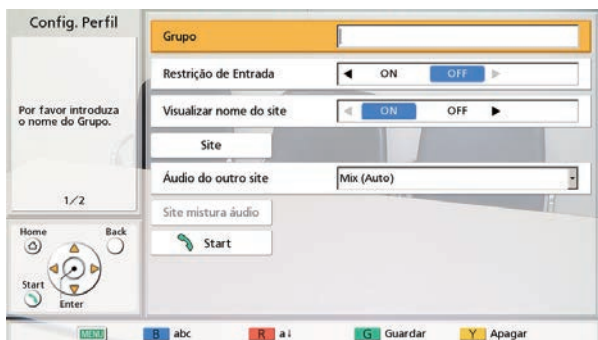 Config. Perfil
Por favor introduza
o nome do Grupo.
1/2
Home
Back
Start
Enter
Grupo
Restrição de Entrada ON OFF
Visualizar nome do site ON OFF
Site
Áudio do outro site Mix (Auto)
Site mistura áudio
Start
MENU B abc R a↓ G Guardar Y Apagar